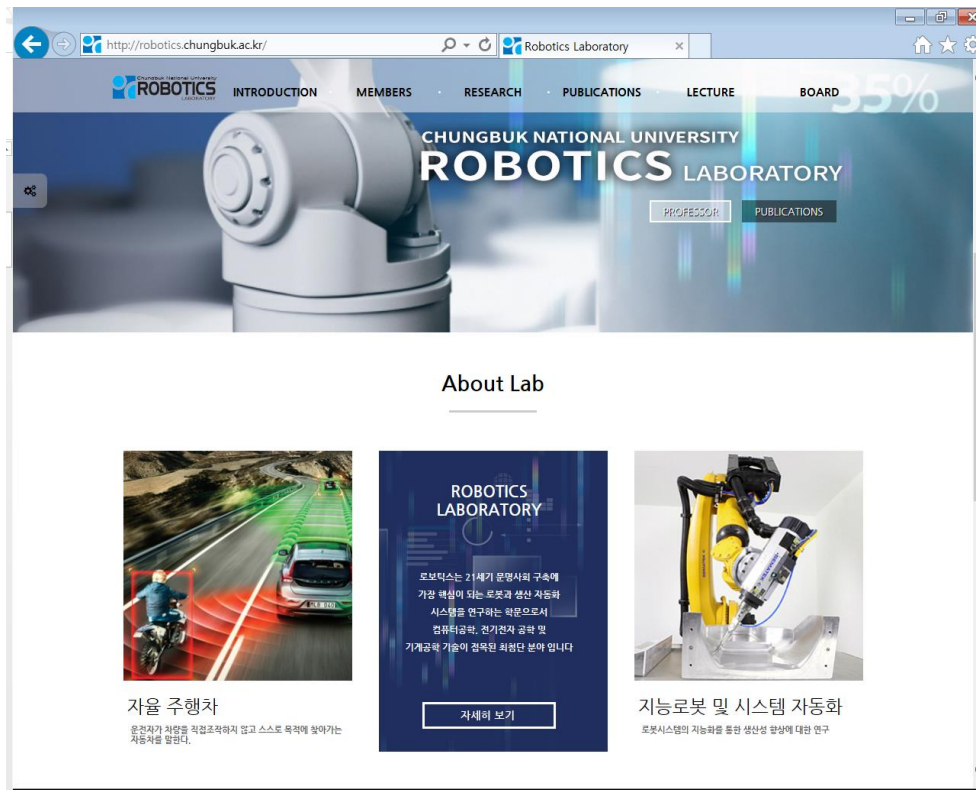 http://robotics.chungbuk.ac.kr/
Robotics Laboratory
Chungbuk National University
ROBOTICS
LABORATORY
INTRODUCTION
MEMBERS
RESEARCH
PUBLICATIONS
LECTURE
BOARD
35%
CHUNGBUK NATIONAL UNIVERSITY
ROBOTICS LABORATORY
PROFESSOR
PUBLICATIONS
About Lab
ROBOTICS
LABORATORY
로보틱스는 21세기 문명사회 구축에
가장 핵심이 되는 로봇과 생산 자동화
시스템을 연구하는 학문으로서
컴퓨터공학, 전기전자 공학 및
기계공학 기술이 접목된 최첨단 분야 입니다
자세히 보기
자율 주행차
운전자가 차량을 직접조작하지 않고 스스로 목적에 찾아가는
자동차를 말한다.
지능로봇 및 시스템 자동화
로봇시스템의 지능화를 통한 생산성 향상에 대한 연구